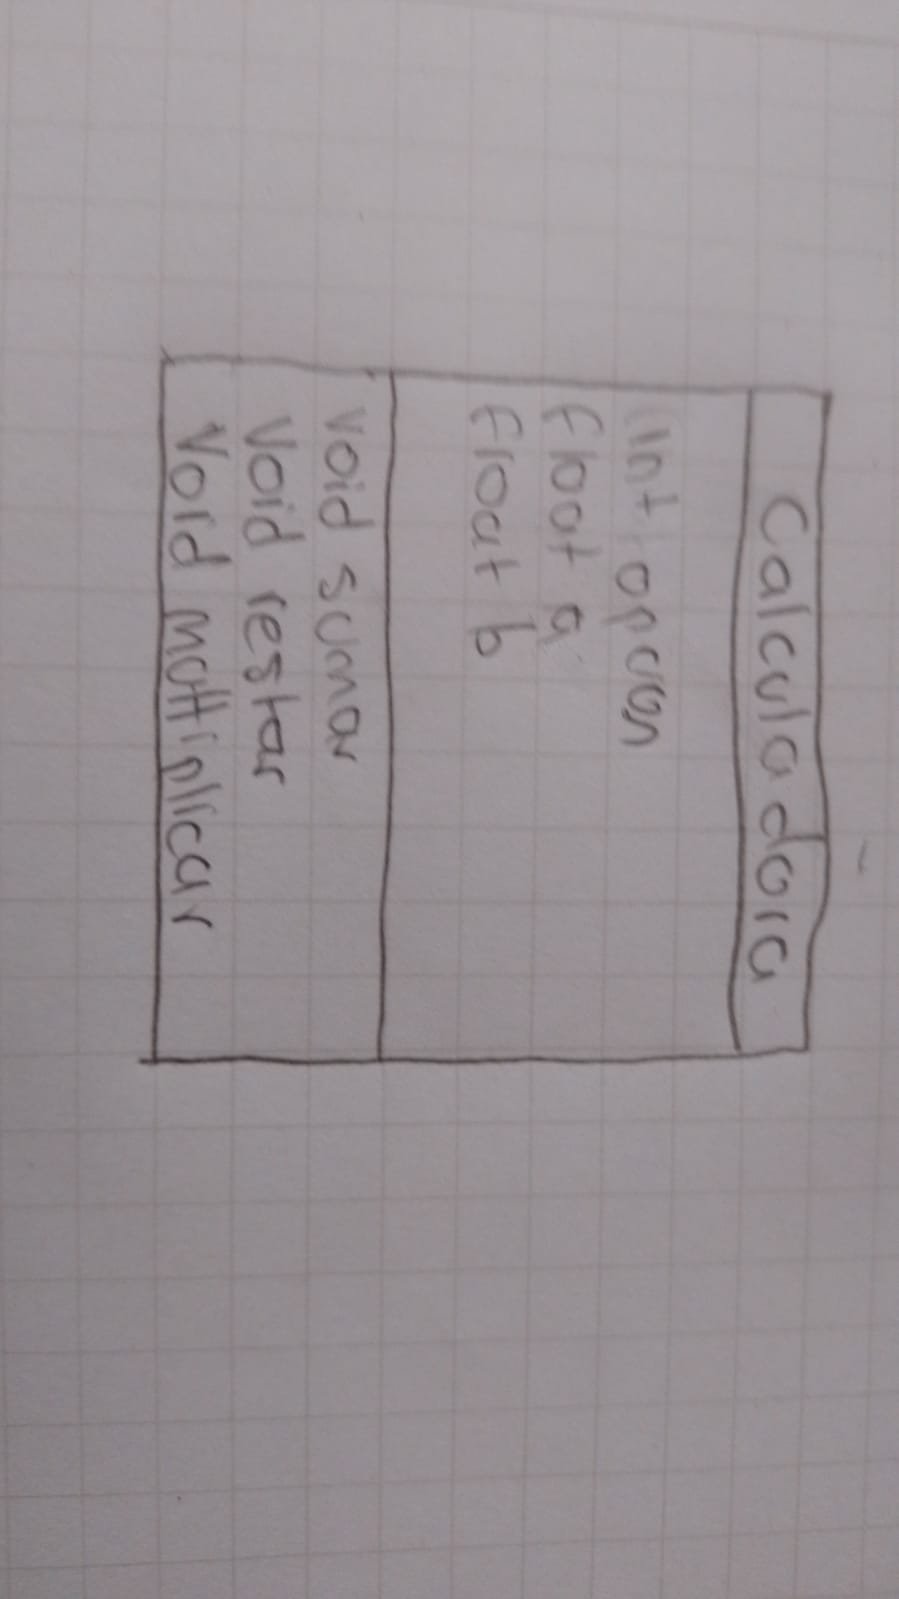 Calculadora
int opcion
float a
float b
void sumar
void restar
void multiplicar